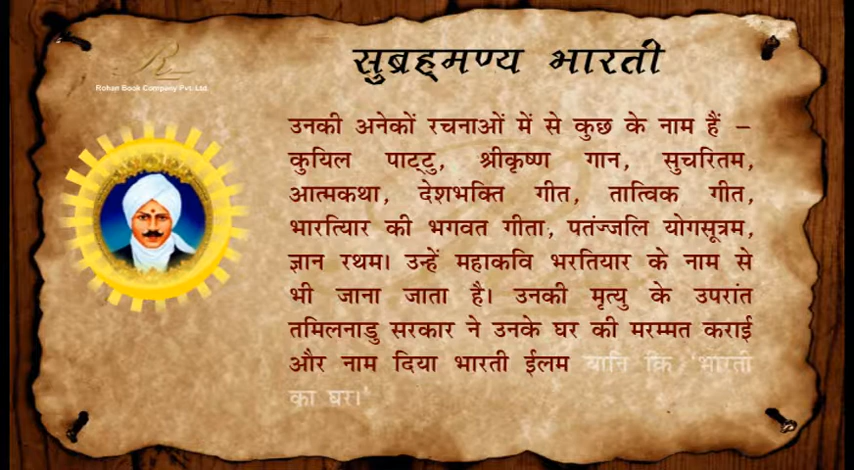 Rohan Book Company Pvt. Ltd.
सुब्रह्मण्य भारती
उनकी अनेकों रचनाओं में से कुछ के नाम हैं –
कुयिल पाट्टु, श्रीकृष्ण गान, सुचरितम,
आत्मकथा, देशभक्ति गीत, तात्विक गीत,
भारत्यिार की भगवत गीता, पतंज्जलि योगसूत्रम,
ज्ञान रथम। उन्हें महाकवि भरतियार के नाम से
भी जाना जाता है। उनकी मृत्यु के उपरांत
तमिलनाडु सरकार ने उनके घर की मरम्मत कराई
और नाम दिया भारती ईलम यानि कि 'भारती
का घर।'